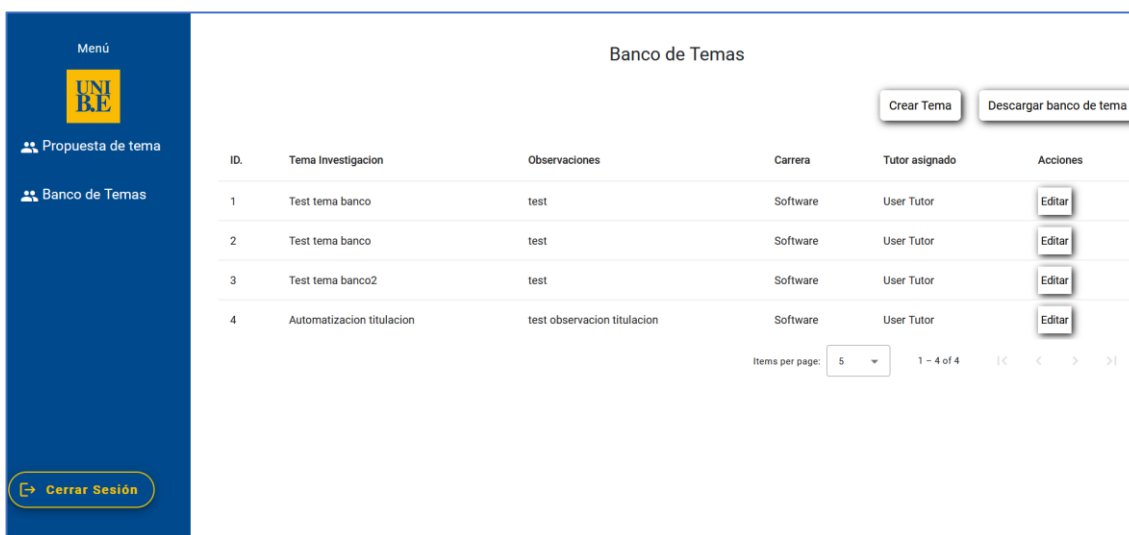 Menú
UNI
B.E
Propuesta de tema
Banco de Temas
Cerrar Sesión
Banco de Temas
Crear Tema Descargar banco de tema
ID. Tema Investigacion Observaciones Carrera Tutor asignado Acciones
1 Test tema banco test Software User Tutor Editar
2 Test tema banco test Software User Tutor Editar
3 Test tema banco2 test Software User Tutor Editar
4 Automatizacion titulacion test observacion titulacion Software User Tutor Editar
Items per page: 5 1 – 4 of 4